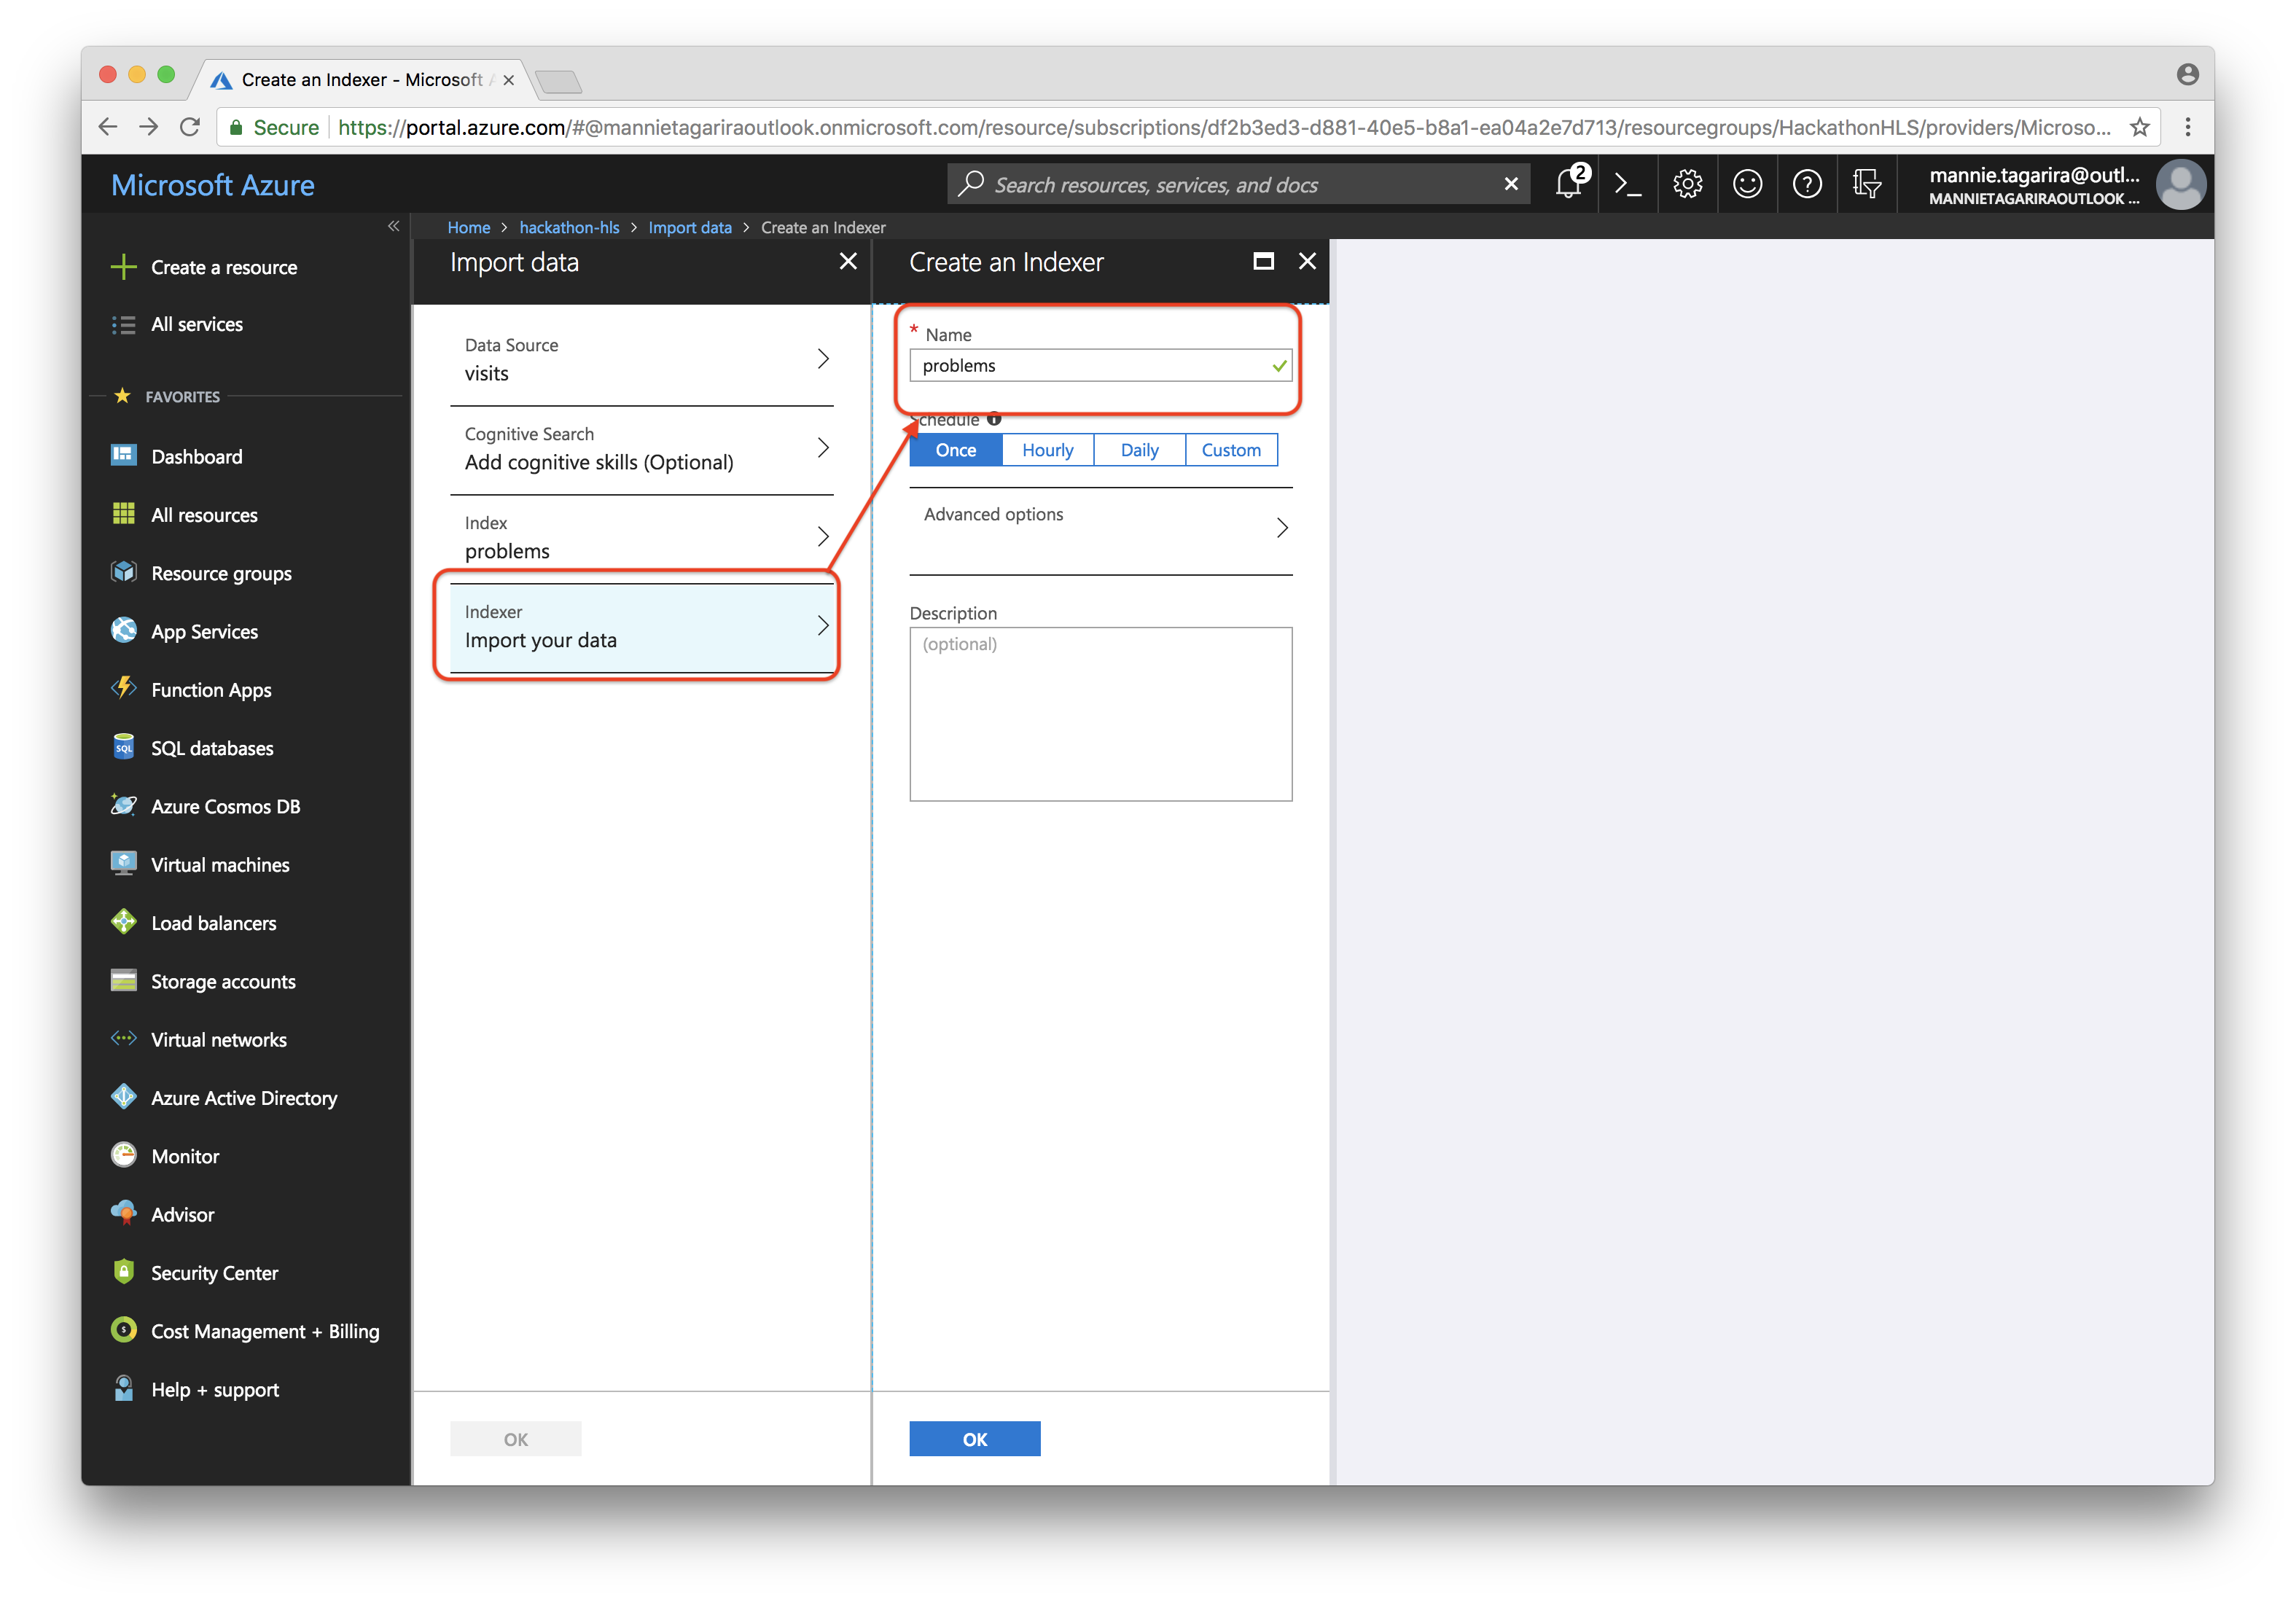 Create an Indexer - Microsoft A
Secure https://portal.azure.com/#@mannietagariraoutlook.onmicrosoft.com/resource/subscriptions/df2b3ed3-d881-40e5-b8a1-ea04a2e7d713/resourcegroups/HackathonHLS/providers/Microso...
Microsoft Azure
Search resources, services, and docs
2
mannie.tagarira@outl...
MANNIETAGARIRAOUTLOOK ...
Home > hackathon-hls > Import data > Create an Indexer
Create a resource
All services
FAVORITES
Dashboard
All resources
Resource groups
App Services
Function Apps
SQL
SQL databases
Azure Cosmos DB
Virtual machines
Load balancers
Storage accounts
Virtual networks
Azure Active Directory
Monitor
Advisor
Security Center
Cost Management + Billing
Help + support
Import data
Data Source
visits
Cognitive Search
Add cognitive skills (Optional)
Index
problems
Indexer
Import your data
OK
Create an Indexer
* Name
problems
Schedule
Once Hourly Daily Custom
Advanced options
Description
(optional)
OK